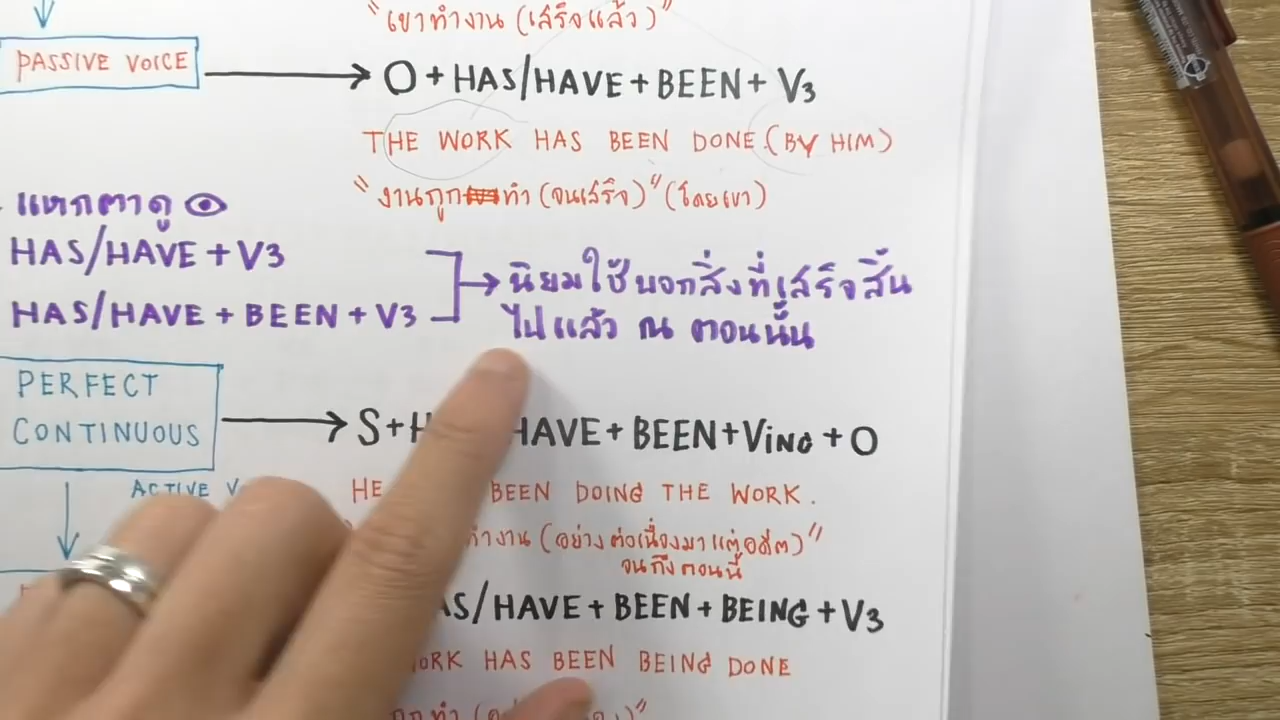 "เขาทำงาน (เสร็จแล้ว)"
PASSIVE VOICE
O + HAS/HAVE + BEEN + V3
THE WORK HAS BEEN DONE (BY HIM)
"งานถูกทำ (จนเสร็จ)" (โดยเขา)
แหกตาดู
HAS/HAVE + V3
HAS/HAVE + BEEN + V3
นิยมใช้บอกสิ่งที่เสร็จสิ้น
ไปแล้ว ณ ตอนนั้น
PERFECT
CONTINUOUS
S + HAVE + BEEN + VING + O
ACTIVE
HE BEEN DOING THE WORK.
ทำงาน (อย่างต่อเนื่องมาแต่อดีต)"
จนถึงตอนนี้
AS/HAVE + BEEN + BEING + V3
WORK HAS BEEN BEING DONE